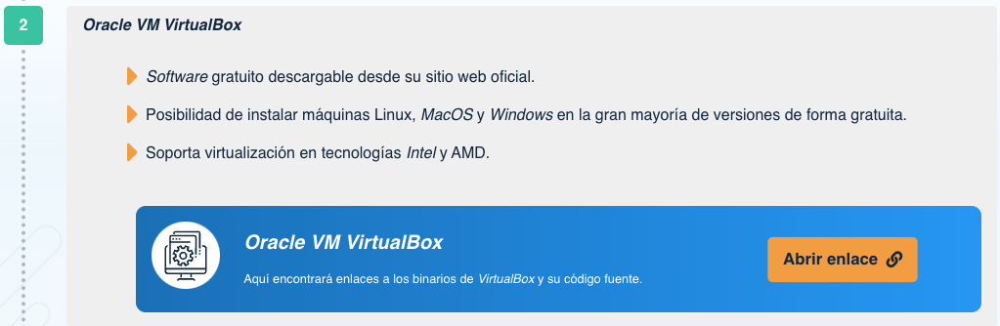 2
Oracle VM VirtualBox
Software gratuito descargable desde su sitio web oficial.
Posibilidad de instalar máquinas Linux, MacOS y Windows en la gran mayoría de versiones de forma gratuita.
Soporta virtualización en tecnologías Intel y AMD.
Oracle VM VirtualBox
Aquí encontrará enlaces a los binarios de VirtualBox y su código fuente.
Abrir enlace